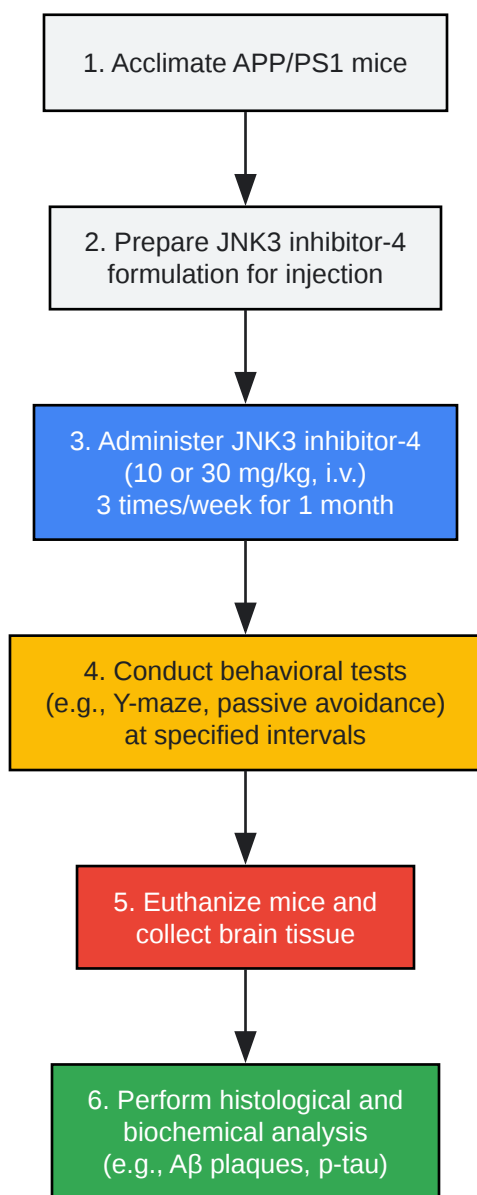 1. Acclimate APP/PS1 mice
2. Prepare JNK3 inhibitor-4
formulation for injection
3. Administer JNK3 inhibitor-4
(10 or 30 mg/kg, i.v.)
3 times/week for 1 month
4. Conduct behavioral tests
(e.g., Y-maze, passive avoidance)
at specified intervals
5. Euthanize mice and
collect brain tissue
6. Perform histological and
biochemical analysis
(e.g., Aβ plaques, p-tau)